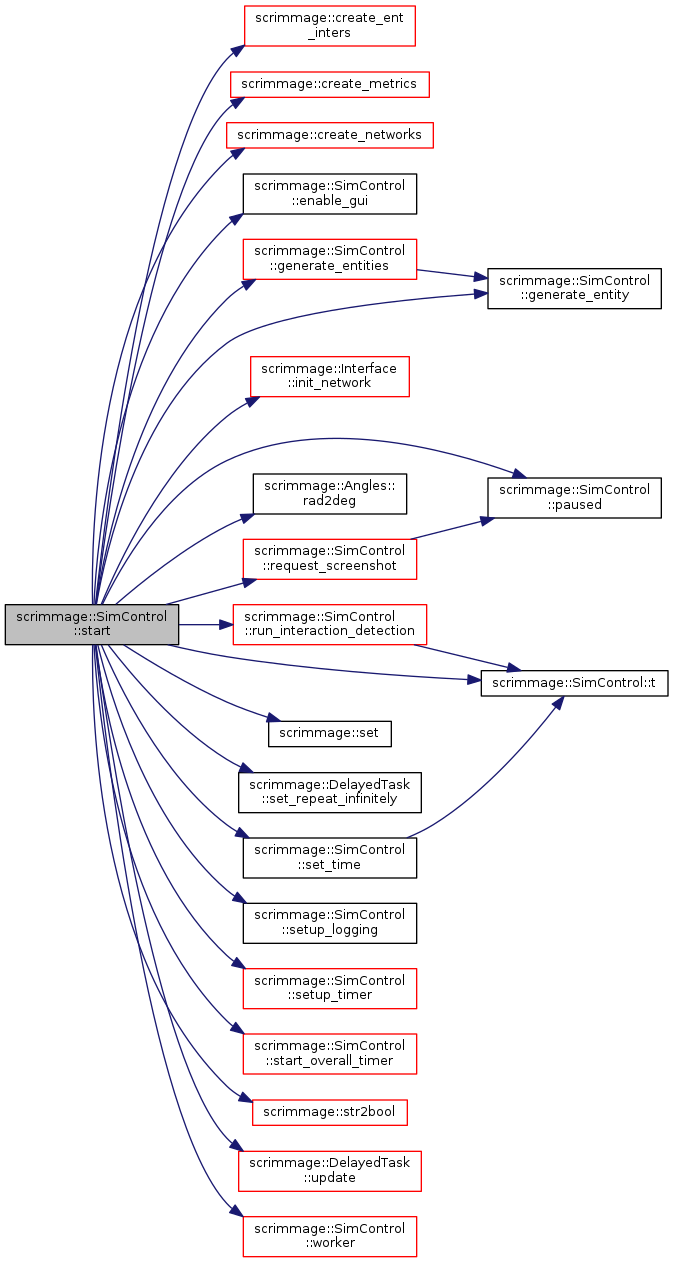 scrimmage::create_ent
_inters
scrimmage::create_metrics
scrimmage::create_networks
scrimmage::SimControl
::enable_gui
scrimmage::SimControl
::generate_entities
scrimmage::SimControl
::generate_entity
scrimmage::Interface
::init_network
scrimmage::Angles::
rad2deg
scrimmage::SimControl
::paused
scrimmage::SimControl
::request_screenshot
scrimmage::SimControl
::start
scrimmage::SimControl
::run_interaction_detection
scrimmage::SimControl::t
scrimmage::set
scrimmage::DelayedTask
::set_repeat_infinitely
scrimmage::SimControl
::set_time
scrimmage::SimControl
::setup_logging
scrimmage::SimControl
::setup_timer
scrimmage::SimControl
::start_overall_timer
scrimmage::str2bool
scrimmage::DelayedTask
::update
scrimmage::SimControl
::worker